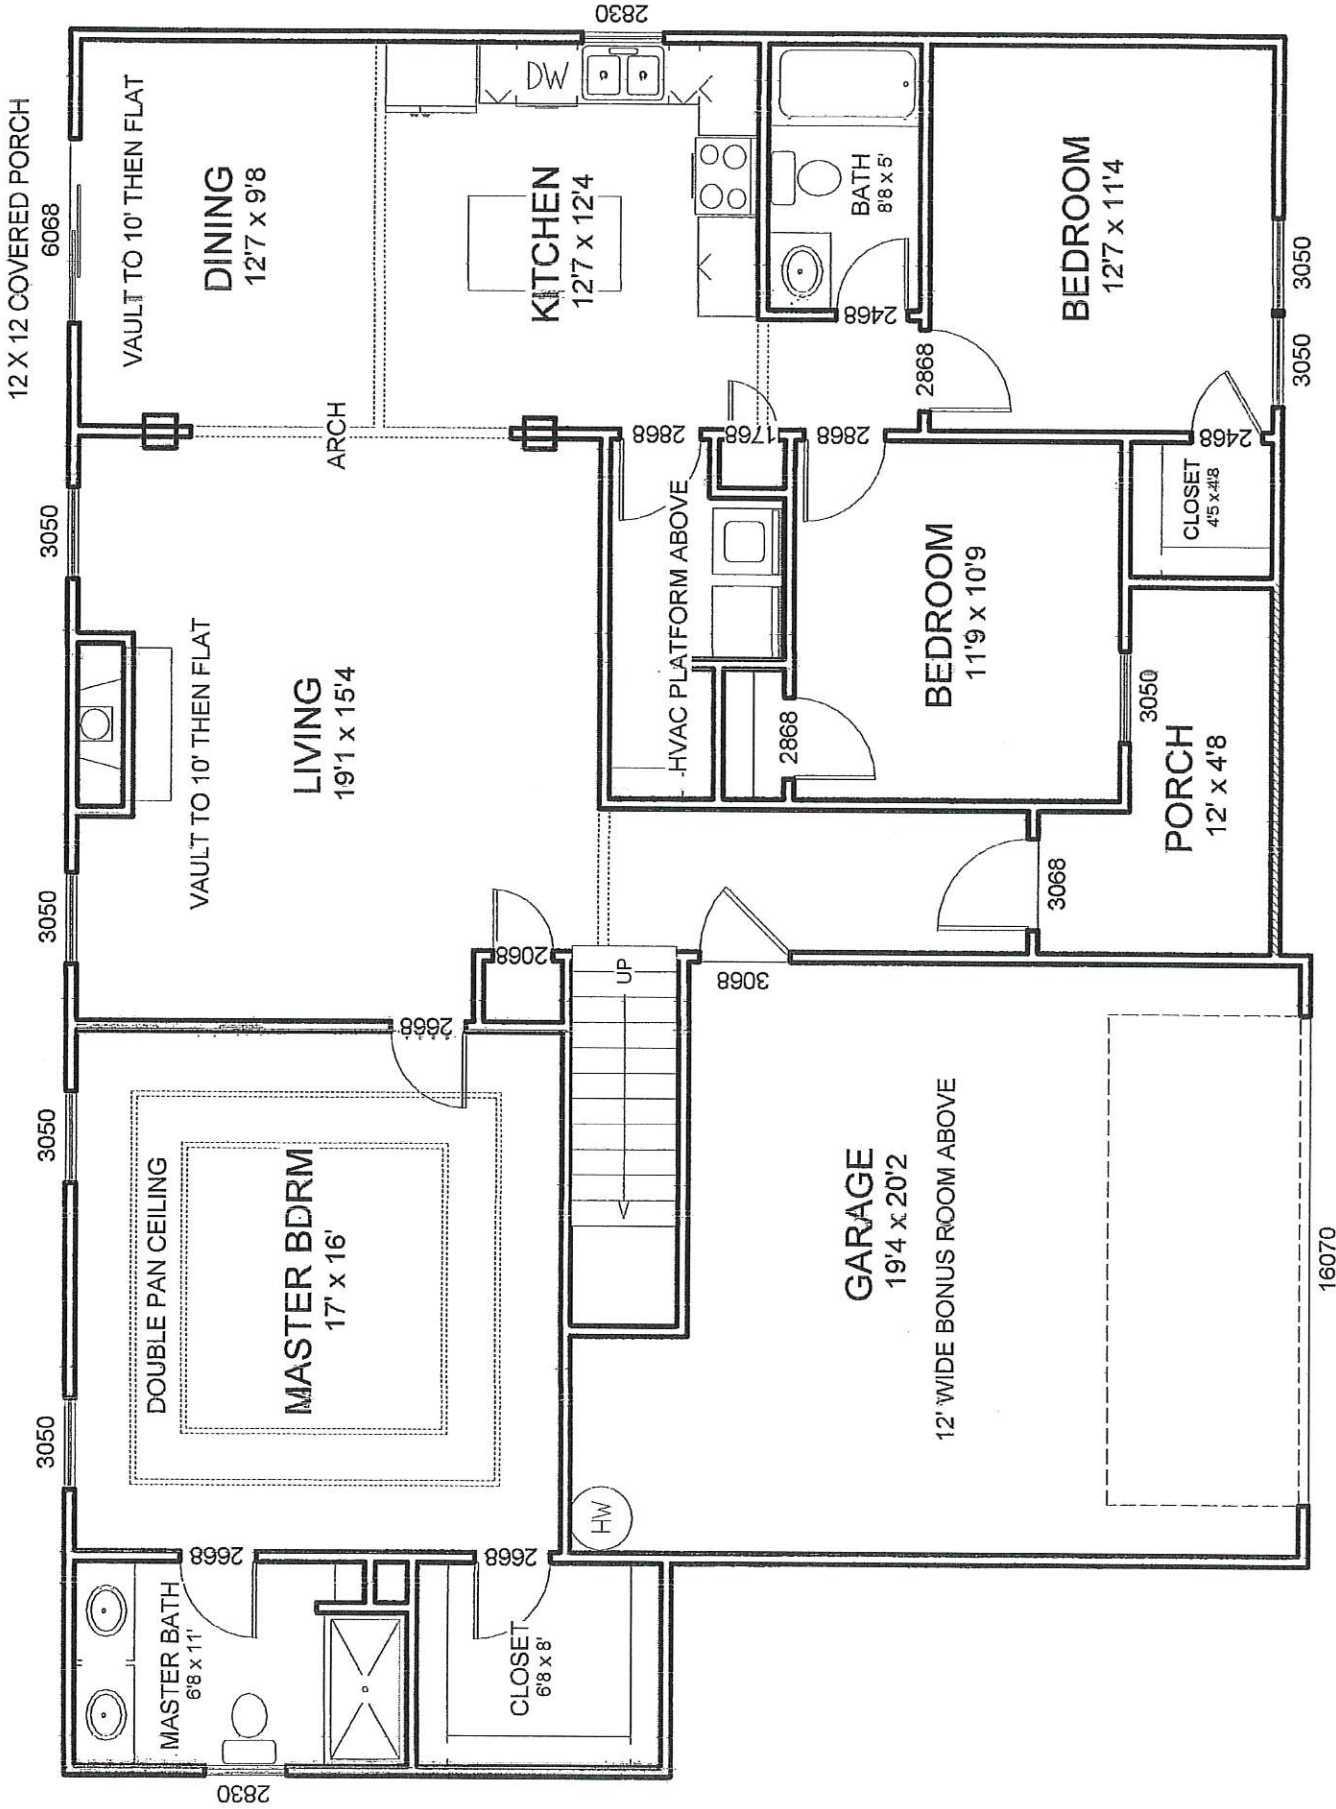 12 X 12 COVERED PORCH
3050
3050
3050
3050
6068
VAULT TO 10' THEN FLAT
DOUBLE PAN CEILING
VAULT TO 10' THEN FLAT
MASTER BATH
6'8 x 11'
2830
2668
MASTER BDRM
17' x 16'
LIVING
19'1 x 15'4
ARCH
DINING
12'7 x 9'8
2668
2668
CLOSET
6'8 x 8'
2068
KITCHEN
12'7 x 12'4
DW
2830
HW
UP
2868
HVAC PLATFORM ABOVE
1768
3068
2868
2868
2468
BATH
8'8 x 5'
GARAGE
19'4 x 20'2
12' WIDE BONUS ROOM ABOVE
BEDROOM
11'9 x 10'9
2868
3068
BEDROOM
12'7 x 11'4
3050
PORCH
12' x 4'8
CLOSET
4'5 x 4'8
2468
16070
3050
3050